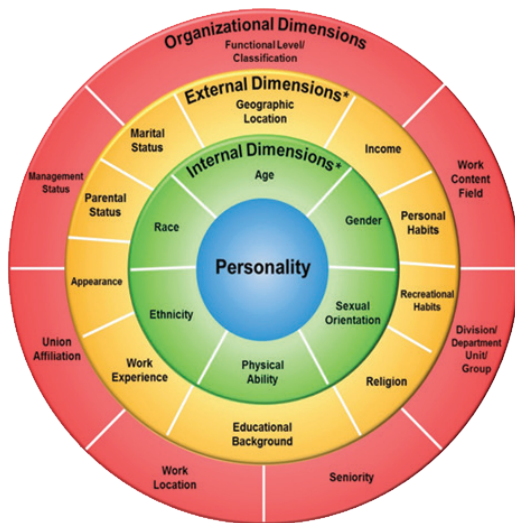 Organizational Dimensions
Functional Level/
Classification
External Dimensions*
Geographic
Location
Marital
Status
Income
Internal Dimensions*
Age
Management
Status
Work
Content
Field
Parental
Status
Personal
Habits
Race
Gender
Personality
Appearance
Recreational
Habits
Ethnicity
Sexual
Orientation
Union
Affiliation
Division/
Department
Unit/
Group
Work
Experience
Physical
Ability
Religion
Educational
Background
Work
Location
Seniority